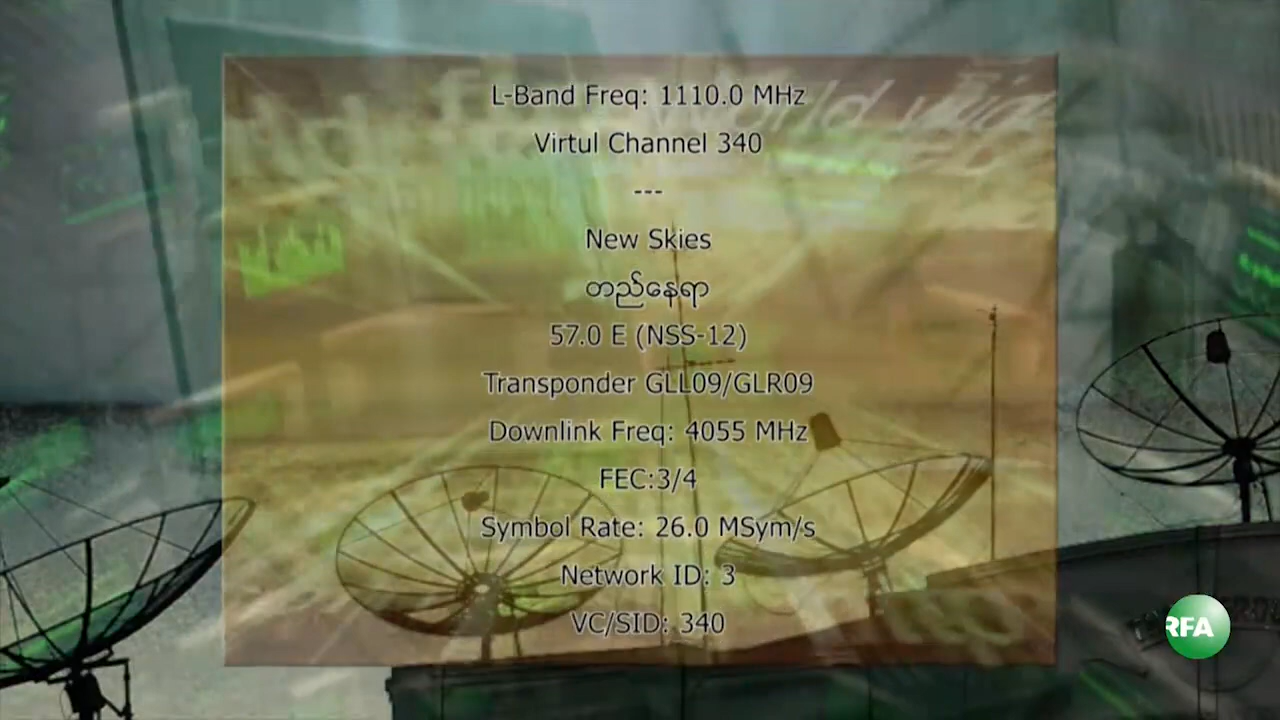 L-Band Freq: 1110.0 MHz
Virtul Channel 340
---
New Skies
တည်နေရာ
57.0 E (NSS-12)
Transponder GLL09/GLR09
Downlink Freq: 4055 MHz
FEC:3/4
Symbol Rate: 26.0 MSym/s
Network ID: 3
VC/SID: 340
RFA